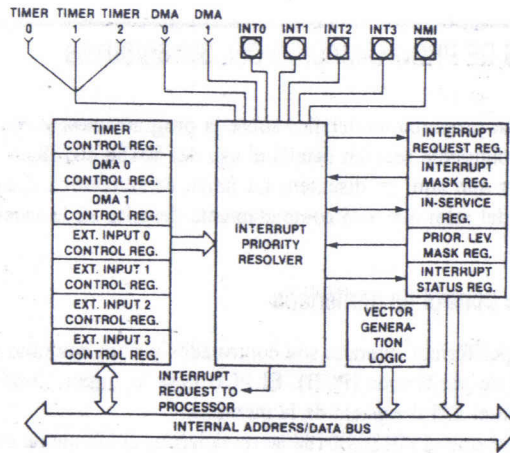 TIMER TIMER TIMER DMA DMA
0 1 2 0 1
INT0 INT1 INT2 INT3 NMI
TIMER
CONTROL REG.
DMA 0
CONTROL REG.
DMA 1
CONTROL REG.
EXT. INPUT 0
CONTROL REG.
EXT. INPUT 1
CONTROL REG.
EXT. INPUT 2
CONTROL REG.
EXT. INPUT 3
CONTROL REG.
INTERRUPT
PRIORITY
RESOLVER
INTERRUPT
REQUEST REG.
INTERRUPT
MASK REG.
IN-SERVICE
REG.
PRIOR. LEV.
MASK REG.
INTERRUPT
STATUS REG.
VECTOR
GENERA-
TION
LOGIC
INTERRUPT
REQUEST TO
PROCESSOR
INTERNAL ADDRESS/DATA BUS